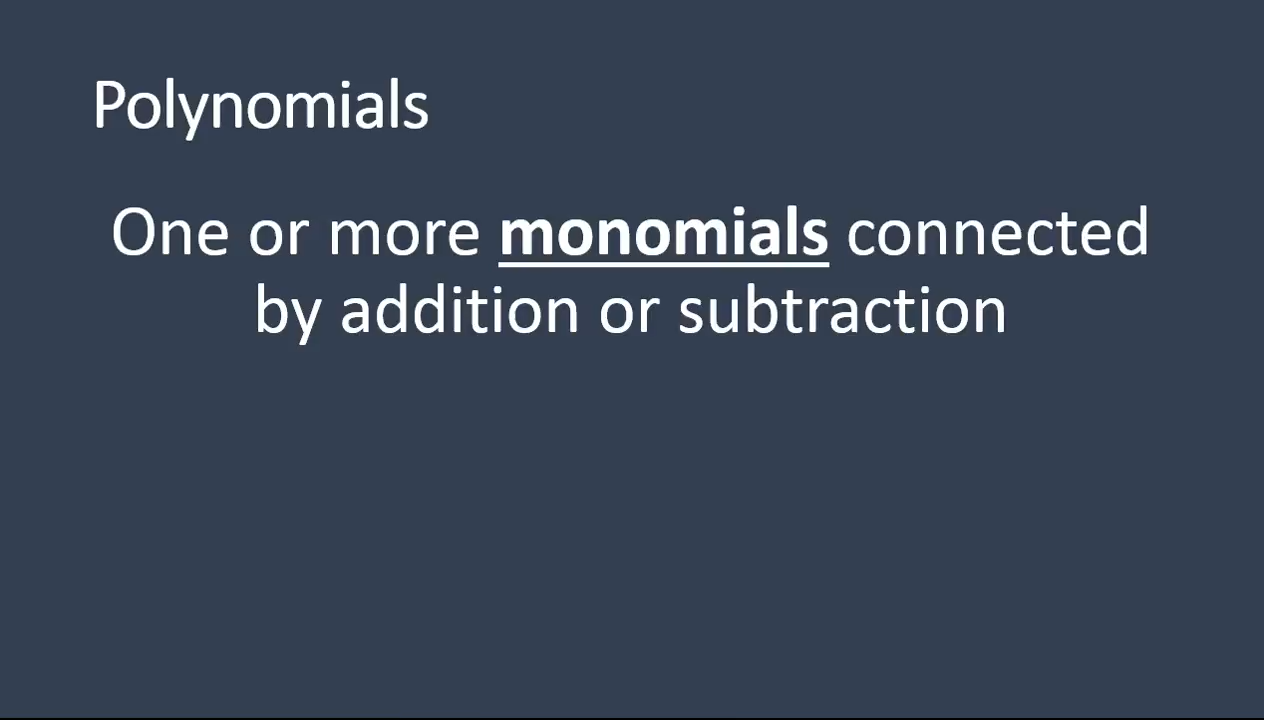 Polynomials
One or more monomials connected
by addition or subtraction